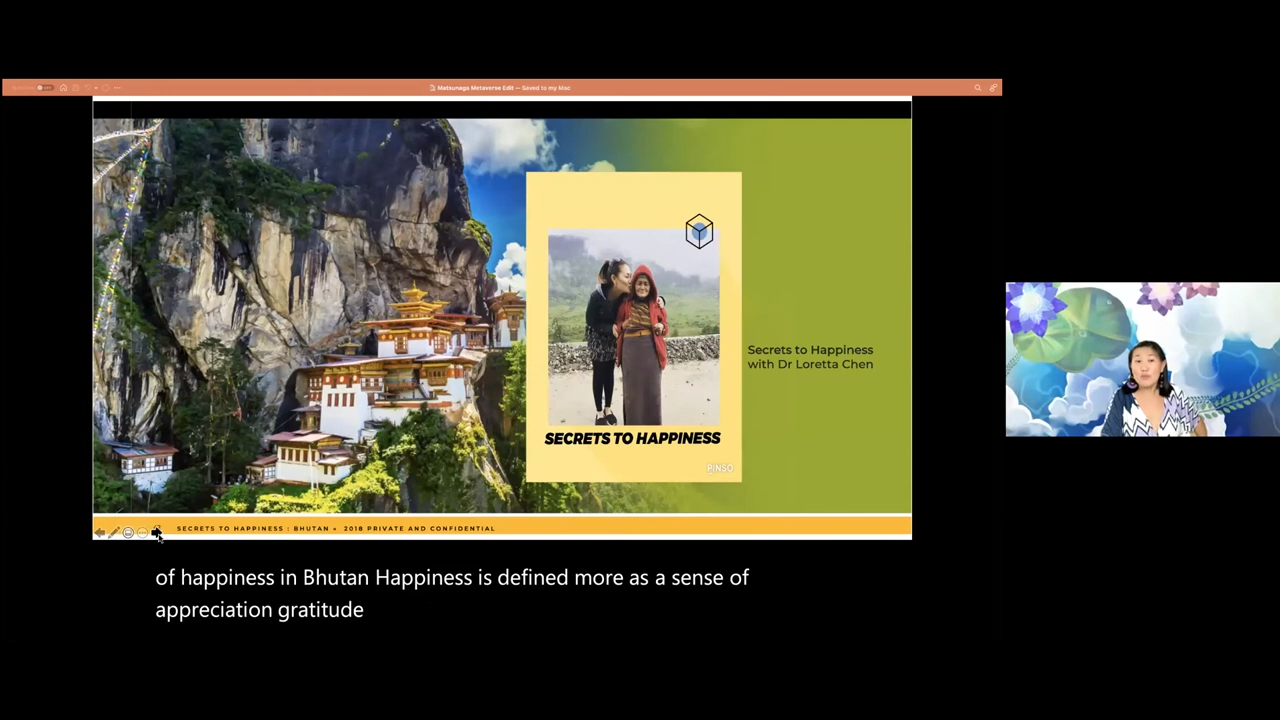 Matsunaga Metaverse Edit — Saved to my Mac
Secrets to Happiness
with Dr Loretta Chen
SECRETS TO HAPPINESS
PINSO
SECRETS TO HAPPINESS : BHUTAN • 2018 PRIVATE AND CONFIDENTIAL
of happiness in Bhutan Happiness is defined more as a sense of
appreciation gratitude